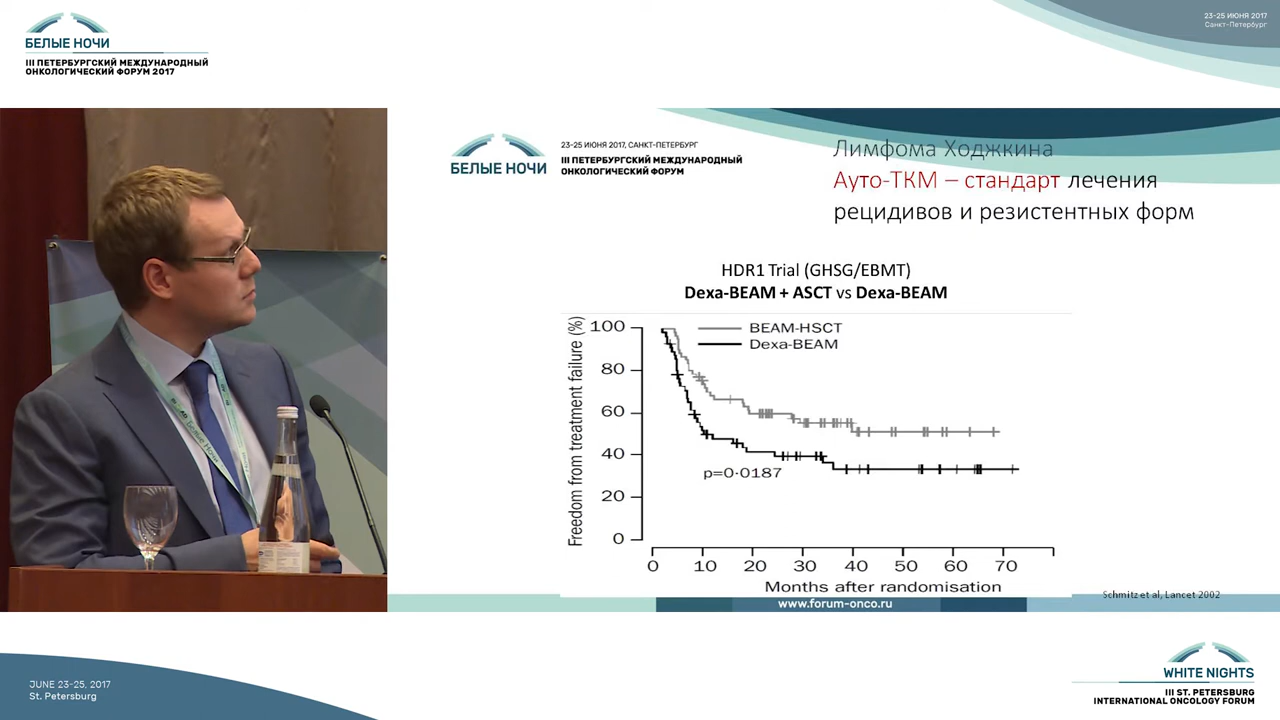 БЕЛЫЕ НОЧИ
III ПЕТЕРБУРГСКИЙ МЕЖДУНАРОДНЫЙ
ОНКОЛОГИЧЕСКИЙ ФОРУМ 2017
23-25 ИЮНЯ 2017
Санкт-Петербург
БЕЛЫЕ НОЧИ
23-25 ИЮНЯ 2017, САНКТ-ПЕТЕРБУРГ
III ПЕТЕРБУРГСКИЙ МЕЖДУНАРОДНЫЙ
ОНКОЛОГИЧЕСКИЙ ФОРУМ
Лимфома Ходжкина
Ауто-ТКМ – стандарт лечения
рецидивов и резистентных форм
HDR1 Trial (GHSG/EBMT)
Dexa-BEAM + ASCT vs Dexa-BEAM
Freedom from treatment failure (%)
100
80
60
40
20
0
BEAM-HSCT
Dexa-BEAM
p=0·0187
0 10 20 30 40 50 60 70
Months after randomisation
Schmitz et al, Lancet 2002
www.forum-onco.ru
Белые Ночи
JUNE 23-25, 2017
St. Petersburg
WHITE NIGHTS
III ST. PETERSBURG
INTERNATIONAL ONCOLOGY FORUM